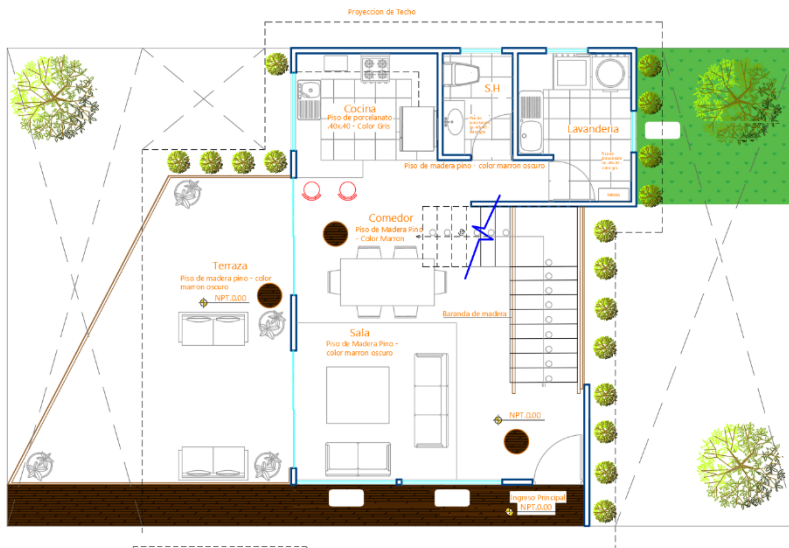 Proyeccion de Techo
S.H
Cocina
Piso de porcelanato
.40x.40 - Color Gris
Lavanderia
Piso de madera pino - color marron oscuro
Comedor
Piso de Madera Pino
- Color Marron
Terraza
Piso de madera pino - color
marron oscuro
NPT.0.00
Baranda de madera
Sala
Piso de Madera Pino -
color marron oscuro
NPT.0.00
Ingreso Principal
NPT.0.00